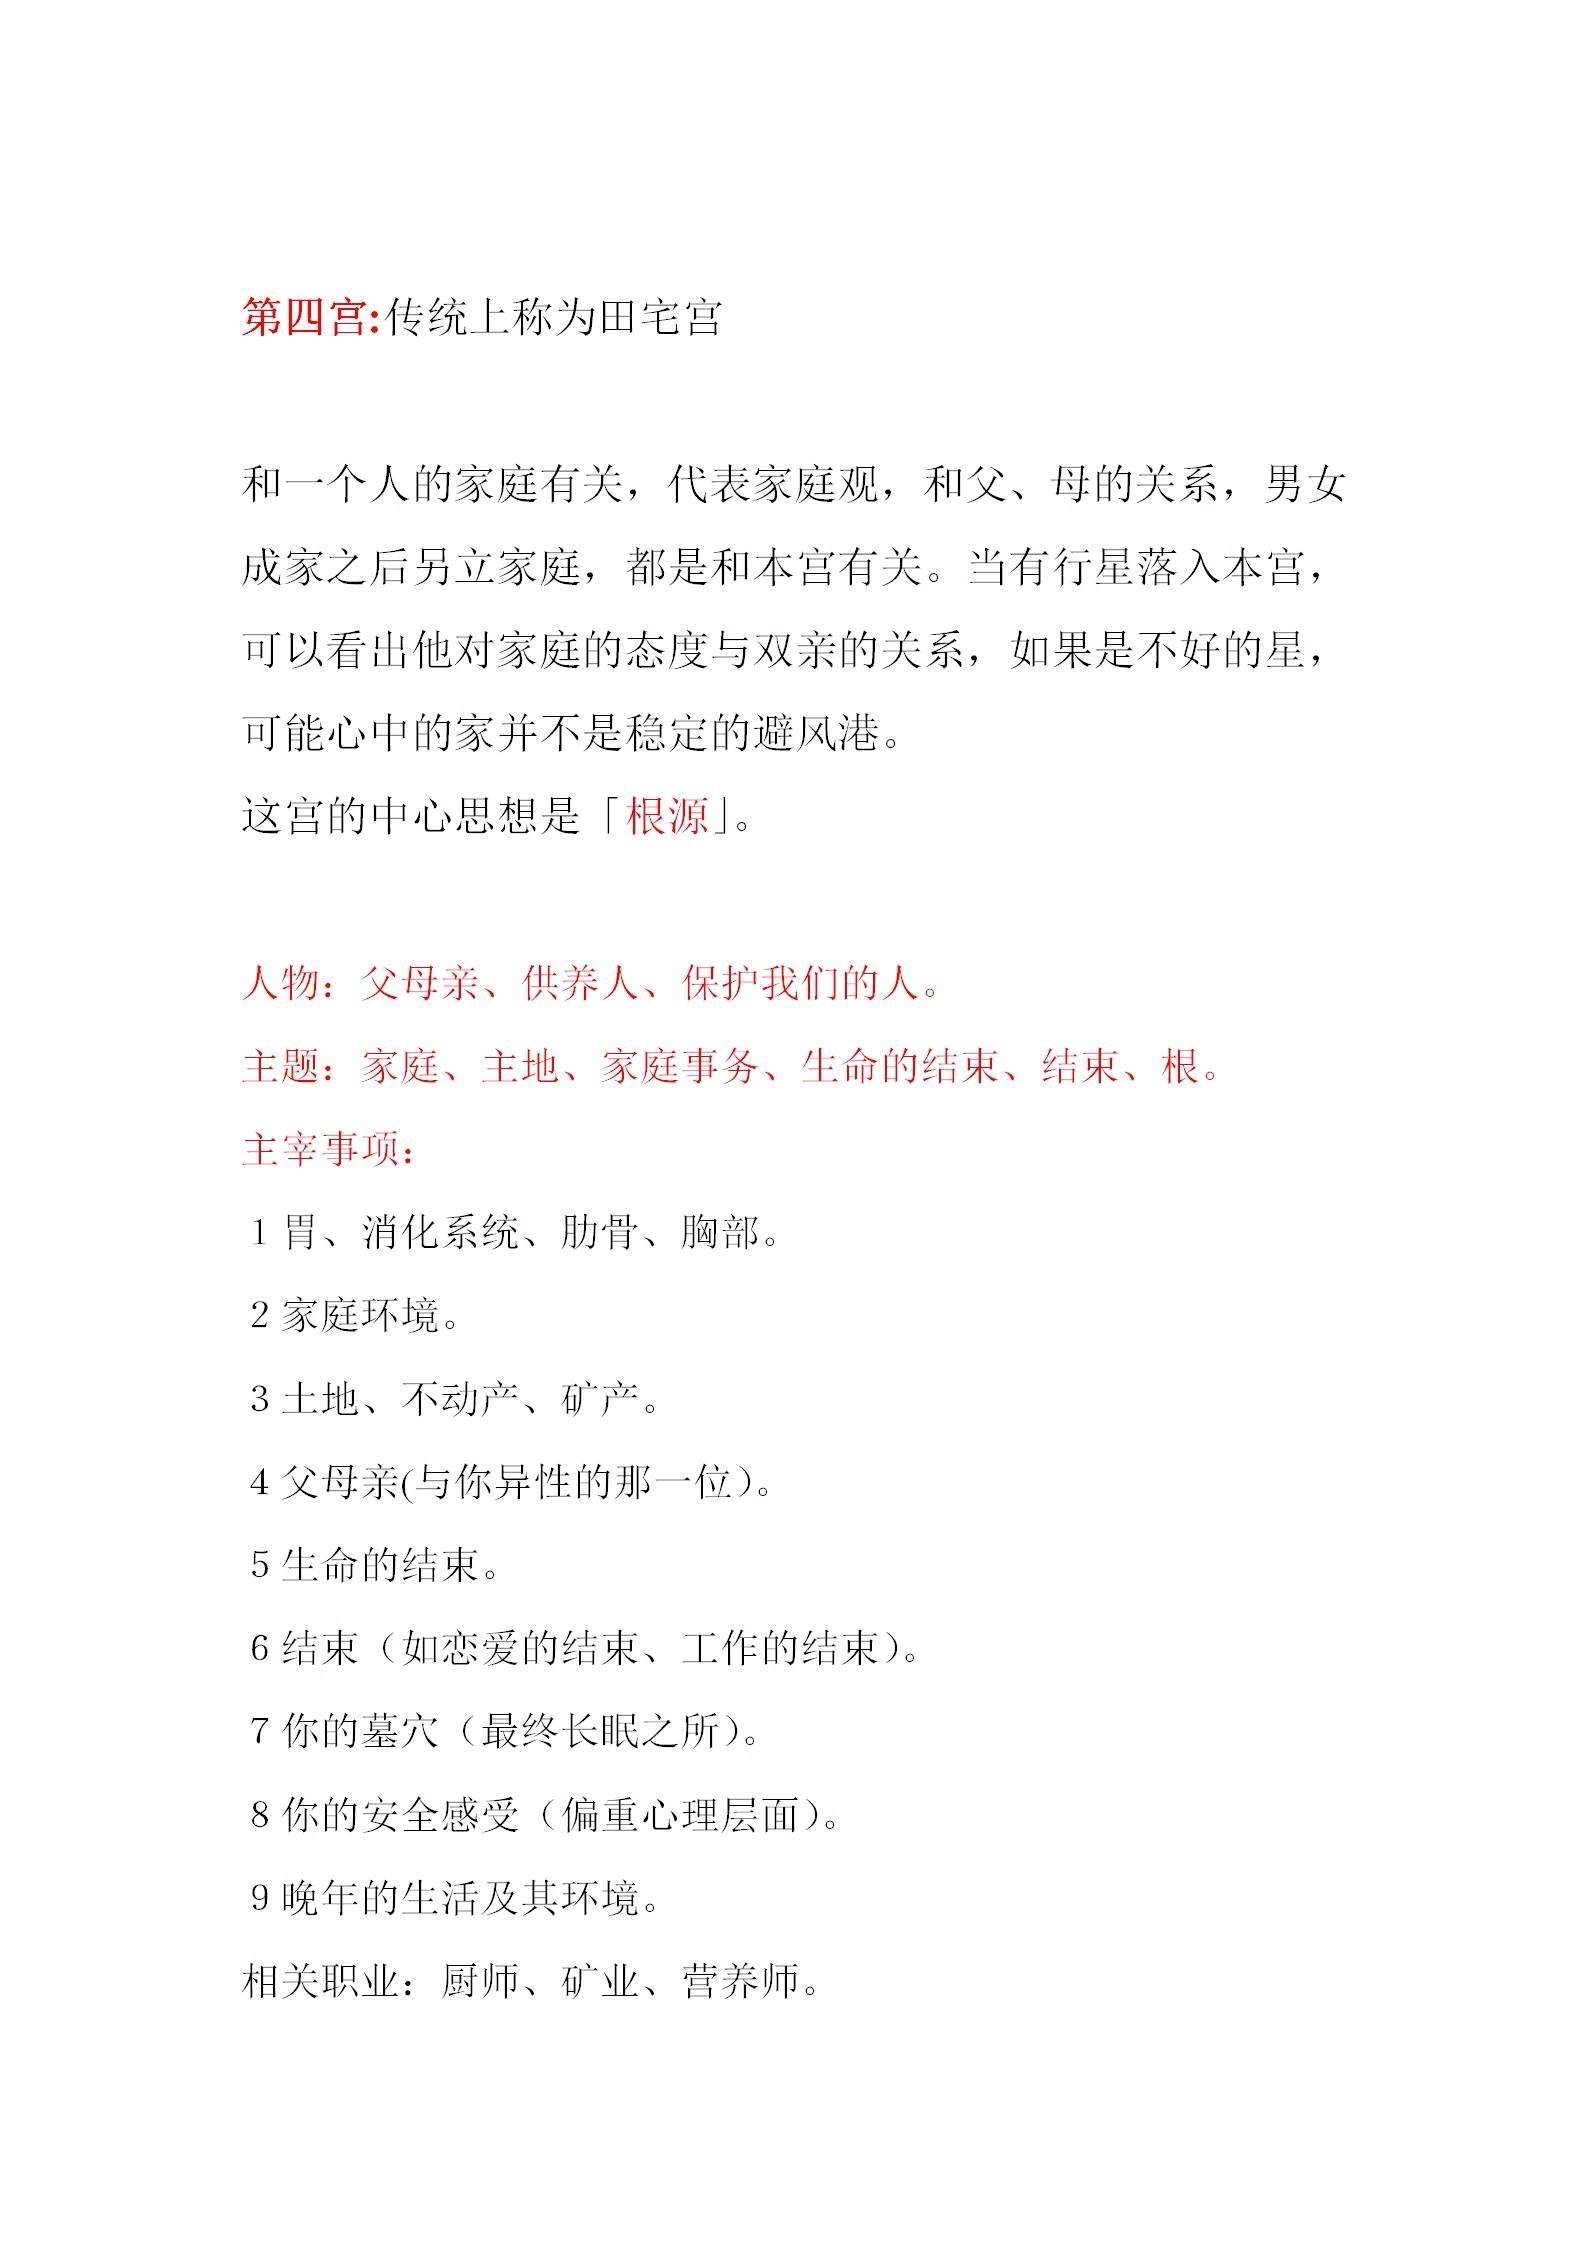 第四宫:传统上称为田宅宫
和一个人的家庭有关，代表家庭观，和父、母的关系，男女
成家之后另立家庭，都是和本宫有关。当有行星落入本宫，
可以看出他对家庭的态度与双亲的关系，如果是不好的星，
可能心中的家并不是稳定的避风港。
这宫的中心思想是「根源」。
人物：父母亲、供养人、保护我们的人。
主题：家庭、主地、家庭事务、生命的结束、结束、根。
主宰事项：
1 胃、消化系统、肋骨、胸部。
2 家庭环境。
3 土地、不动产、矿产。
4 父母亲(与你异性的那一位)。
5 生命的结束。
6 结束（如恋爱的结束、工作的结束）。
7 你的墓穴（最终长眠之所）。
8 你的安全感受（偏重心理层面）。
9 晚年的生活及其环境。
相关职业：厨师、矿业、营养师。